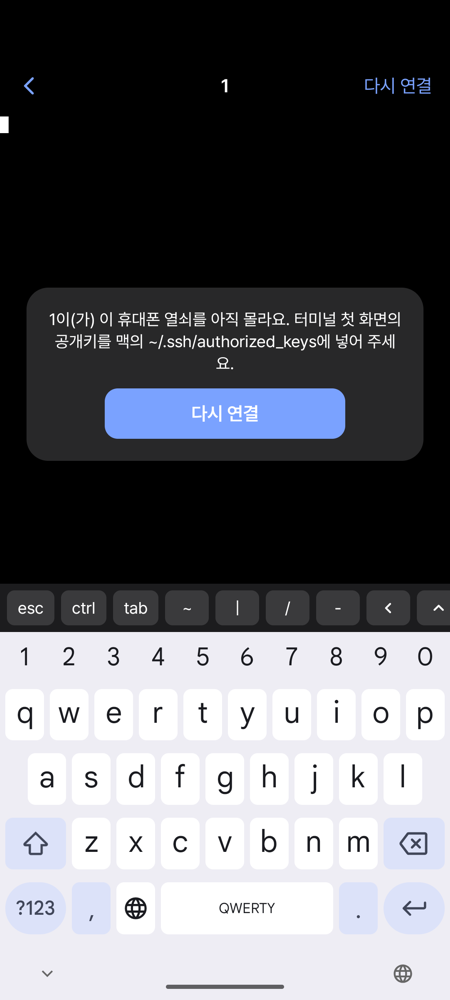 1
다시 연결
1이(가) 이 휴대폰 열쇠를 아직 몰라요. 터미널 첫 화면의
공개키를 맥의 ~/.ssh/authorized_keys에 넣어 주세
요.
다시 연결
esc ctrl tab ~ | / -
1 2 3 4 5 6 7 8 9 0
q w e r t y u i o p
a s d f g h j k l
z x c v b n m
?123 , QWERTY .